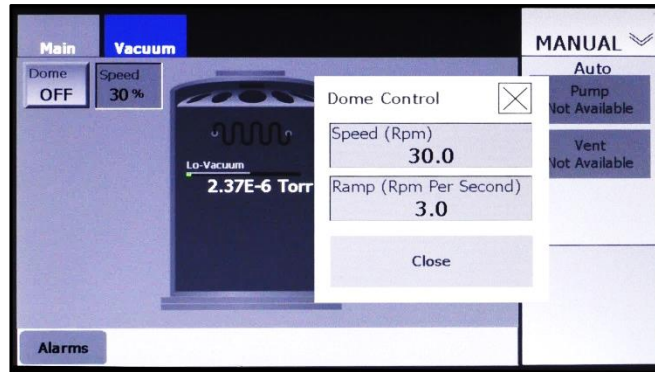 Main
Vacuum
MANUAL
Auto
Pump
Not Available
Vent
Not Available
Dome
OFF
Speed
30 %
Lo-Vacuum
2.37E-6 Torr
Dome Control
Speed (Rpm)
30.0
Ramp (Rpm Per Second)
3.0
Close
Alarms